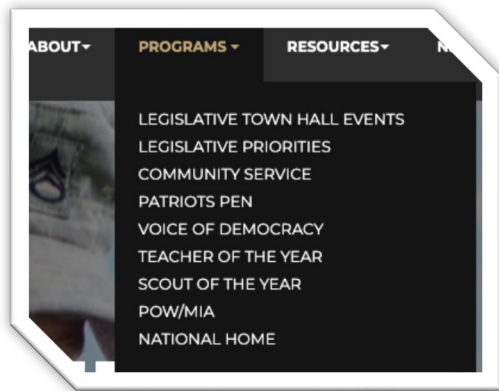 ABOUT PROGRAMS RESOURCES
LEGISLATIVE TOWN HALL EVENTS
LEGISLATIVE PRIORITIES
COMMUNITY SERVICE
PATRIOTS PEN
VOICE OF DEMOCRACY
TEACHER OF THE YEAR
SCOUT OF THE YEAR
POW/MIA
NATIONAL HOME